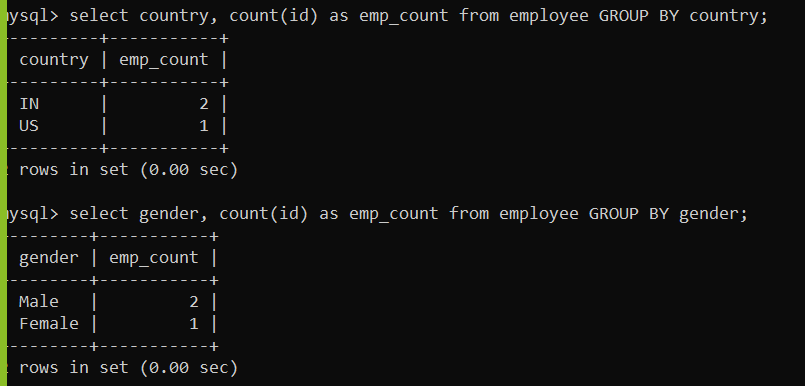 mysql> select country, count(id) as emp_count from employee GROUP BY country;
---------+-----------+
country | emp_count |
---------+-----------+
IN | 2 |
US | 1 |
---------+-----------+
rows in set (0.00 sec)
mysql> select gender, count(id) as emp_count from employee GROUP BY gender;
--------+-----------+
gender | emp_count |
--------+-----------+
Male | 2 |
Female | 1 |
--------+-----------+
rows in set (0.00 sec)